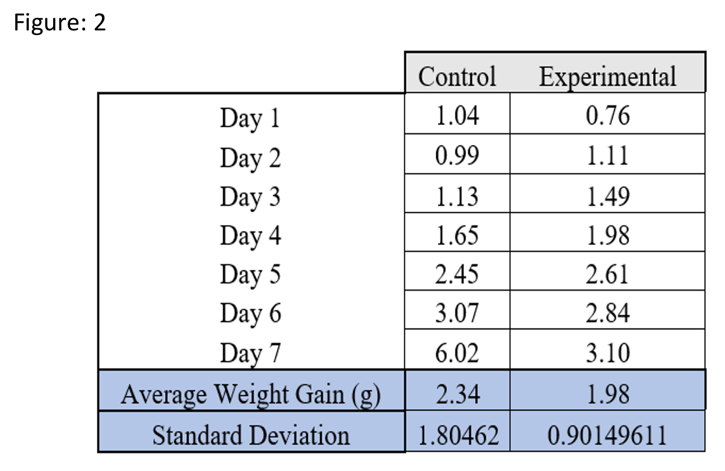 Figure: 2
Control Experimental
Day 1 1.04 0.76
Day 2 0.99 1.11
Day 3 1.13 1.49
Day 4 1.65 1.98
Day 5 2.45 2.61
Day 6 3.07 2.84
Day 7 6.02 3.10
Average Weight Gain (g) 2.34 1.98
Standard Deviation 1.80462 0.90149611